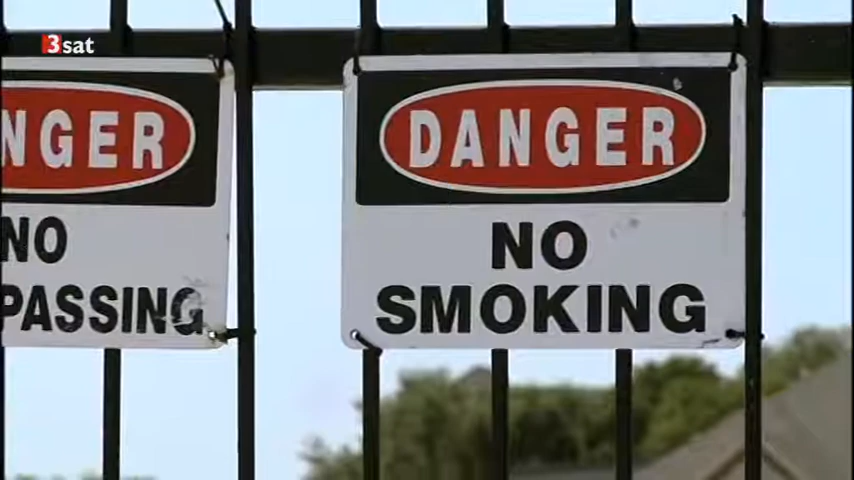 3sat
NGER
NO
PASSING
DANGER
NO
SMOKING